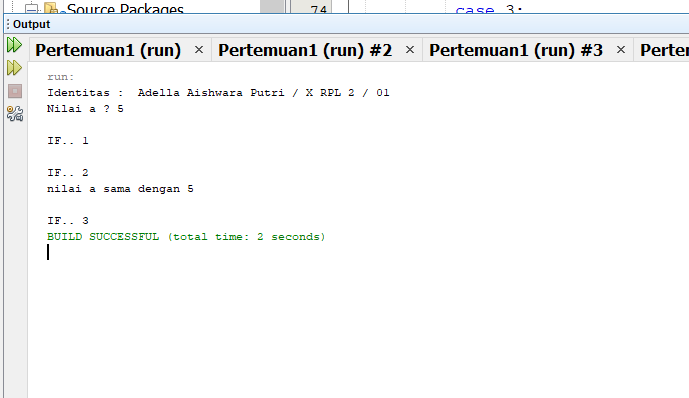 Source Packages
74
case 3:
Output
Pertemuan1 (run) × Pertemuan1 (run) #2 × Pertemuan1 (run) #3 × Perten
run:
Identitas :  Adella Aishwara Putri / X RPL 2 / 01
Nilai a ? 5
IF.. 1
IF.. 2
nilai a sama dengan 5
IF.. 3
BUILD SUCCESSFUL (total time: 2 seconds)